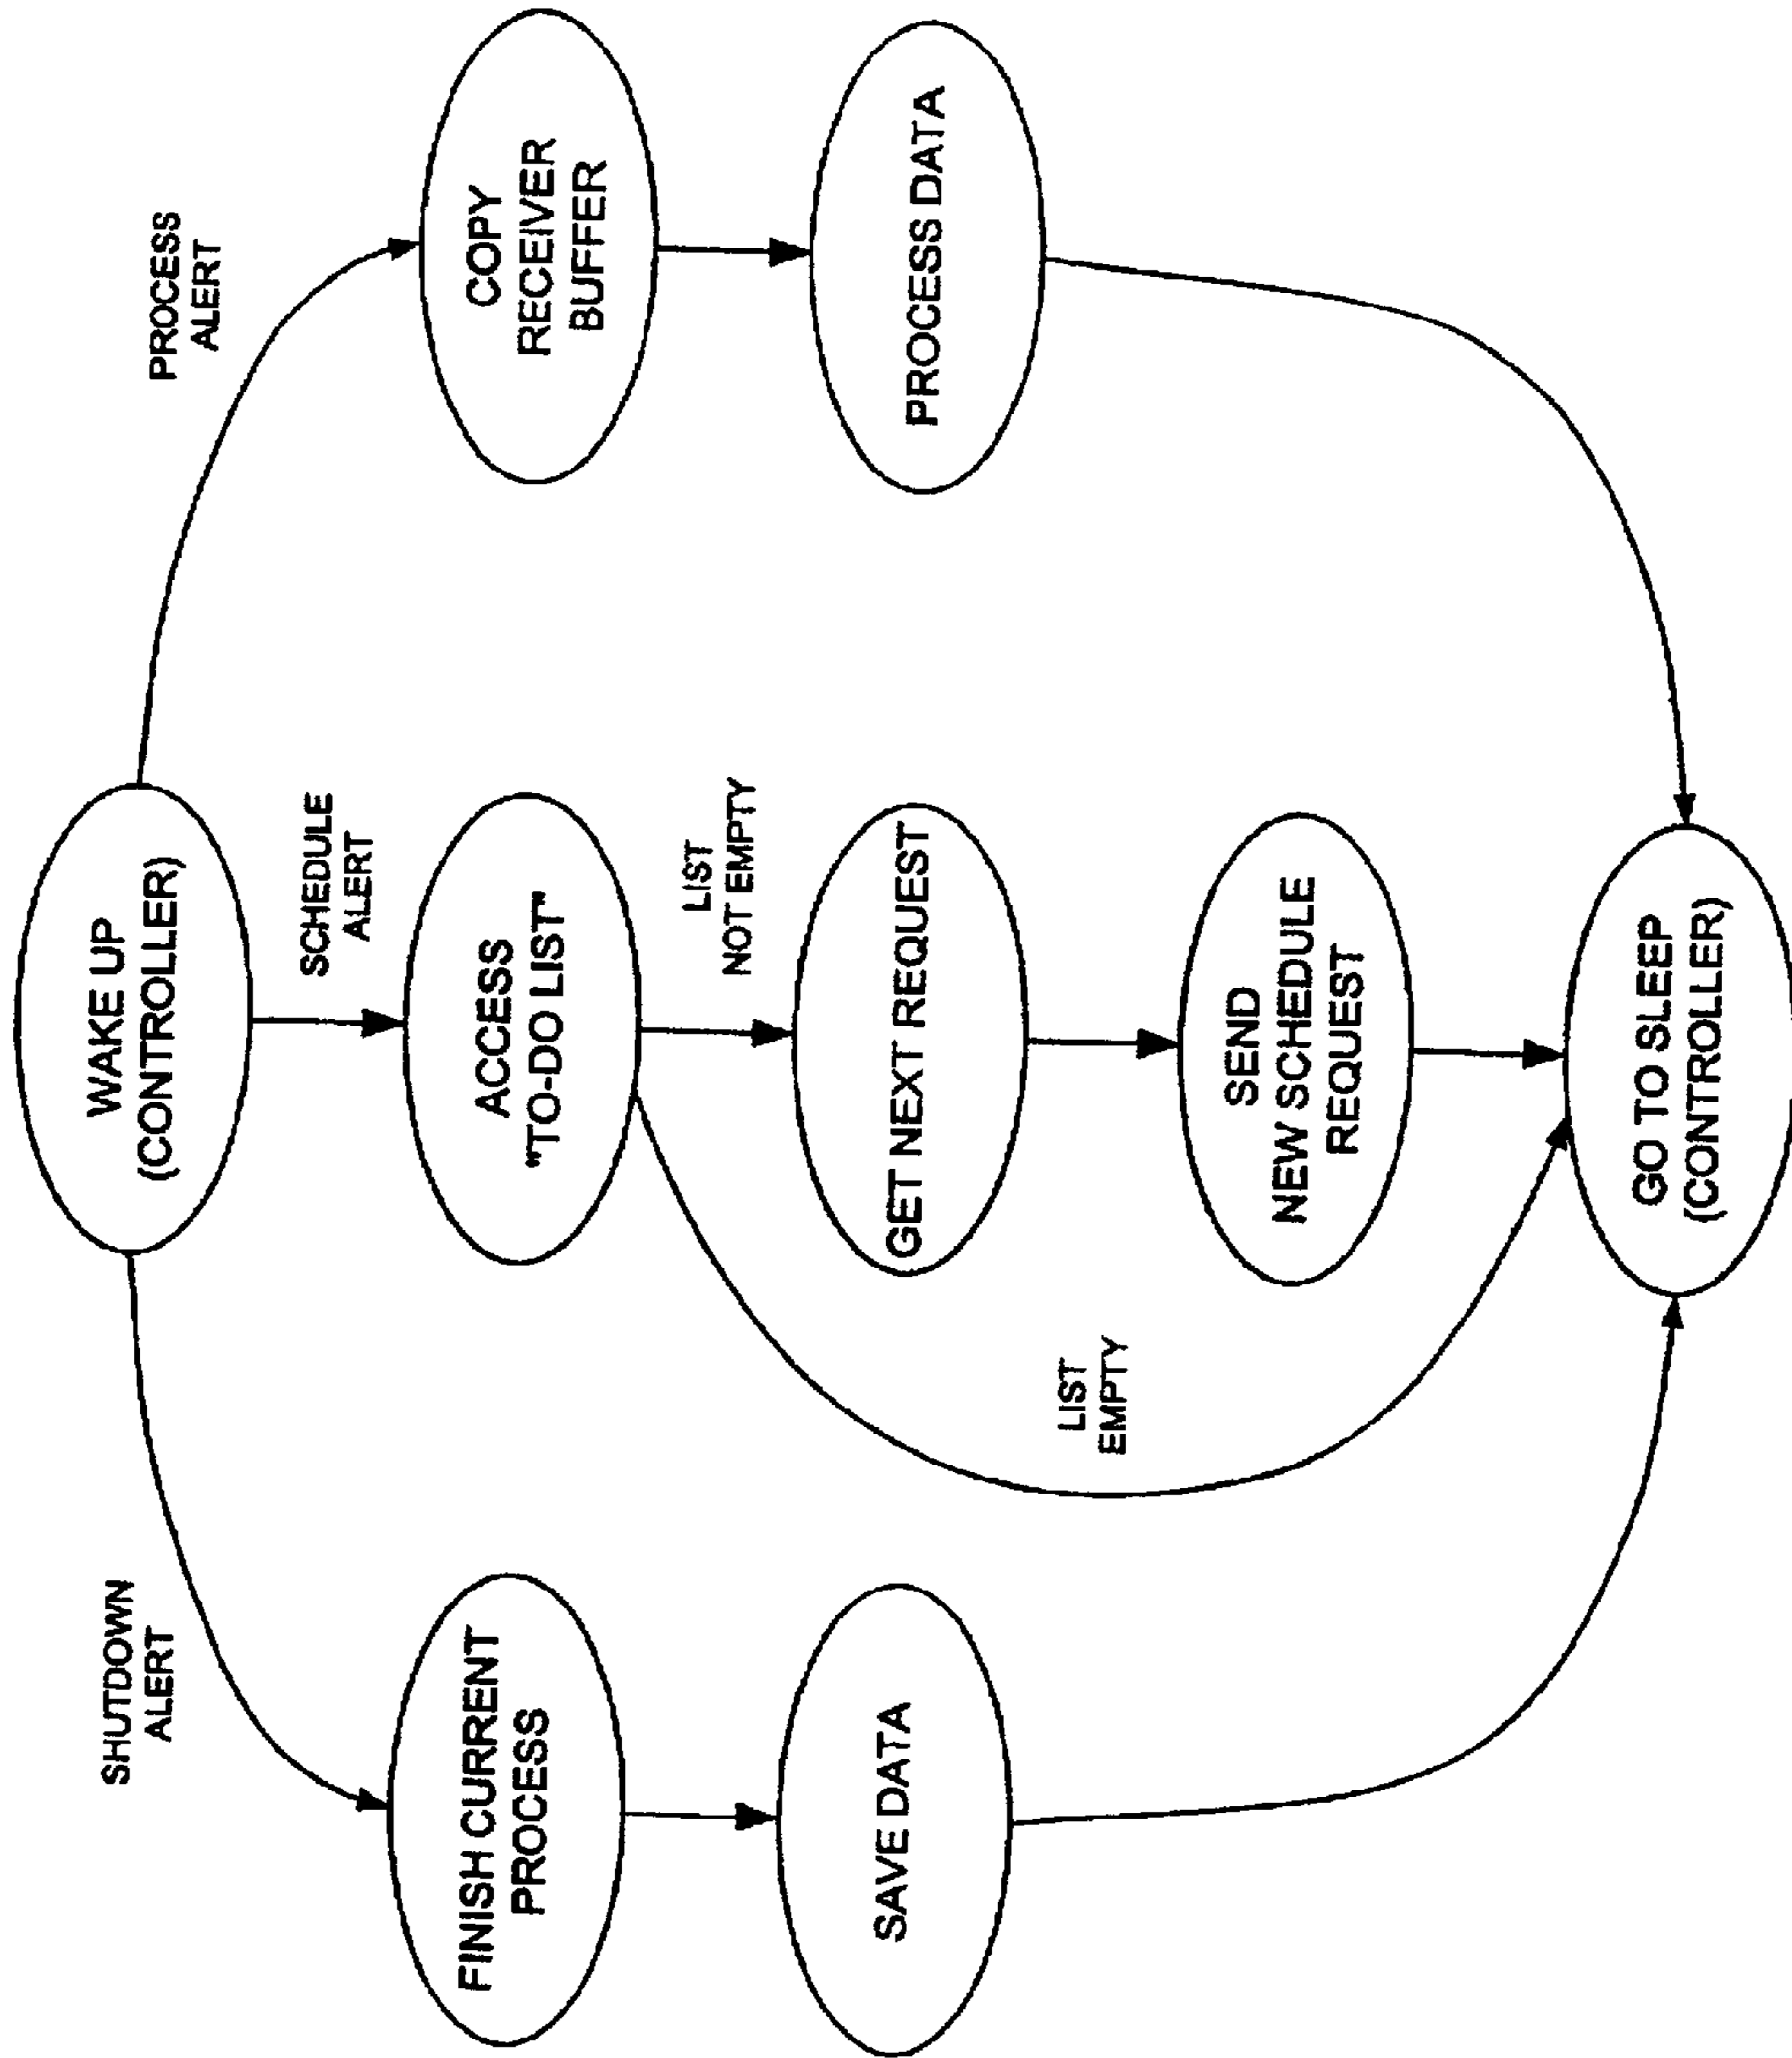 WAKE UP
(CONTROLLER)
SHUTDOWN
ALERT
SCHEDULE
ALERT
PROCESS
ALERT
FINISH CURRENT
PROCESS
ACCESS
"TO-DO LIST"
COPY
RECEIVER
BUFFER
LIST
NOT EMPTY
SAVE DATA
GET NEXT REQUEST
PROCESS DATA
LIST
EMPTY
SEND
NEW SCHEDULE
REQUEST
GO TO SLEEP
(CONTROLLER)